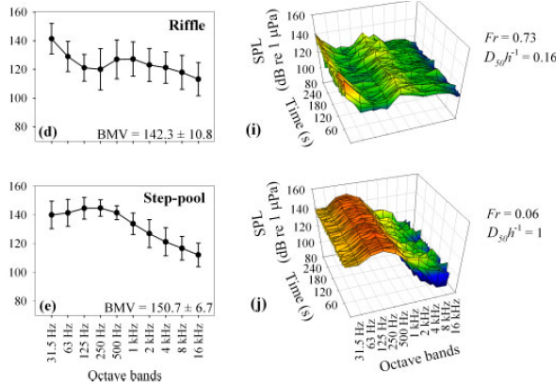 Riffle
160
140
120
100
80
(d)
BMV = 142.3 ± 10.8
SPL
(dB re 1 µPa)
160
140
120
100
80
240
180
120
60
Time (s)
(i)
Fr = 0.73
D50h-1 = 0.16
Step-pool
160
140
120
100
80
(e)
BMV = 150.7 ± 6.7
31.5 Hz
63 Hz
125 Hz
250 Hz
500 Hz
1 kHz
2 kHz
4 kHz
8 kHz
16 kHz
Octave bands
SPL
(dB re 1 µPa)
160
140
120
100
80
240
180
120
60
Time (s)
(j)
Fr = 0.06
D50h-1 = 1
31.5 Hz
63 Hz
125 Hz
250 Hz
500 Hz
1 kHz
2 kHz
4 kHz
8 kHz
16 kHz
Octave bands